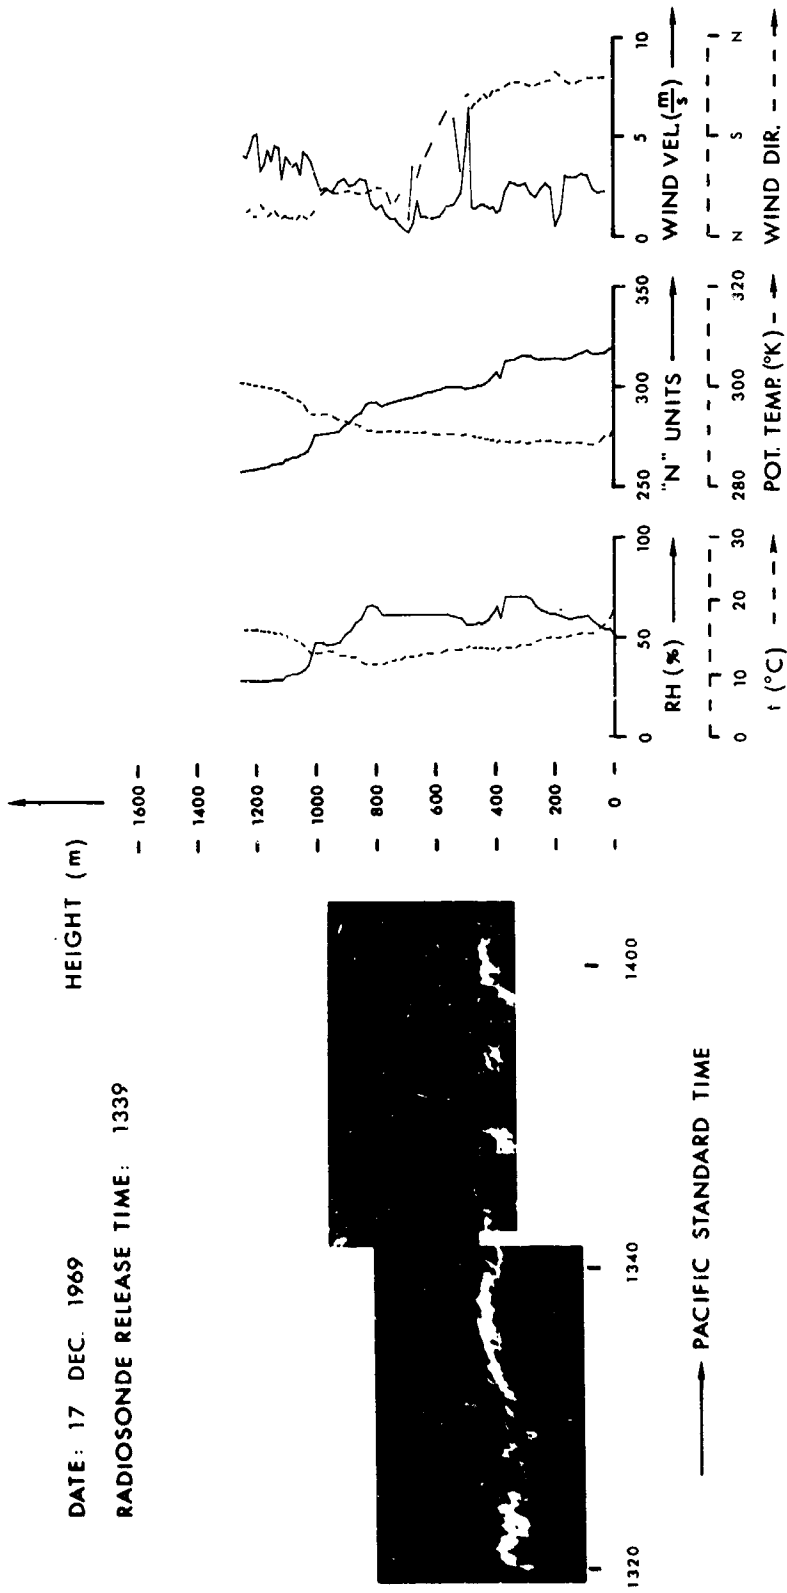 DATE: 17 DEC. 1969
RADIOSONDE RELEASE TIME: 1339
HEIGHT (m)
- 1600 -
- 1400 -
- 1200 -
- 1000 -
- 800 -
- 600 -
- 400 -
- 200 -
- 0 -
1320 1340 1400
PACIFIC STANDARD TIME
0 50 100
RH (%)
0 10 20 30
t (°C)
250 300 350
"N" UNITS
280 300 320
POT. TEMP. (°K)
0 5 10
WIND VEL. (m/s)
N S N
WIND DIR.